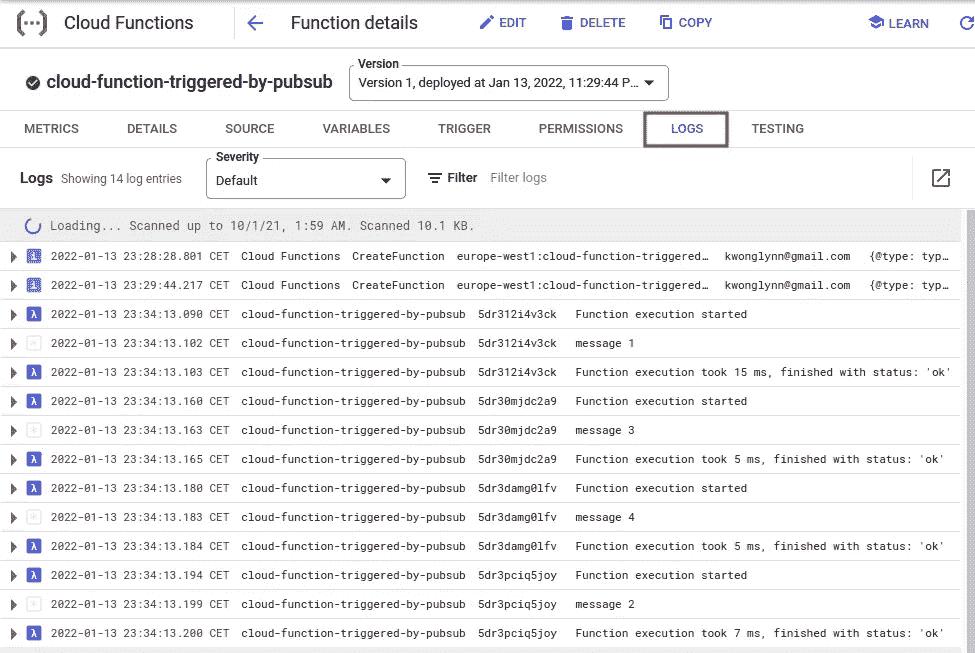 (...) Cloud Functions Function details EDIT DELETE COPY LEARN
Version
cloud-function-triggered-by-pubsub Version 1, deployed at Jan 13, 2022, 11:29:44 P...
METRICS DETAILS SOURCE VARIABLES TRIGGER PERMISSIONS LOGS TESTING
Severity
Logs Showing 14 log entries Default Filter Filter logs
Loading... Scanned up to 10/1/21, 1:59 AM. Scanned 10.1 KB.
2022-01-13 23:28:28.801 CET Cloud Functions CreateFunction europe-west1:cloud-function-triggered… kwonglynn@gmail.com {@type: typ…
2022-01-13 23:29:44.217 CET Cloud Functions CreateFunction europe-west1:cloud-function-triggered… kwonglynn@gmail.com {@type: typ…
λ 2022-01-13 23:34:13.090 CET cloud-function-triggered-by-pubsub 5dr312i4v3ck Function execution started
* 2022-01-13 23:34:13.102 CET cloud-function-triggered-by-pubsub 5dr312i4v3ck message 1
λ 2022-01-13 23:34:13.103 CET cloud-function-triggered-by-pubsub 5dr312i4v3ck Function execution took 15 ms, finished with status: 'ok'
λ 2022-01-13 23:34:13.160 CET cloud-function-triggered-by-pubsub 5dr30mjdc2a9 Function execution started
* 2022-01-13 23:34:13.163 CET cloud-function-triggered-by-pubsub 5dr30mjdc2a9 message 3
λ 2022-01-13 23:34:13.165 CET cloud-function-triggered-by-pubsub 5dr30mjdc2a9 Function execution took 5 ms, finished with status: 'ok'
λ 2022-01-13 23:34:13.180 CET cloud-function-triggered-by-pubsub 5dr3damg0lfv Function execution started
* 2022-01-13 23:34:13.183 CET cloud-function-triggered-by-pubsub 5dr3damg0lfv message 4
λ 2022-01-13 23:34:13.184 CET cloud-function-triggered-by-pubsub 5dr3damg0lfv Function execution took 5 ms, finished with status: 'ok'
λ 2022-01-13 23:34:13.194 CET cloud-function-triggered-by-pubsub 5dr3pciq5joy Function execution started
* 2022-01-13 23:34:13.199 CET cloud-function-triggered-by-pubsub 5dr3pciq5joy message 2
λ 2022-01-13 23:34:13.200 CET cloud-function-triggered-by-pubsub 5dr3pciq5joy Function execution took 7 ms, finished with status: 'ok'